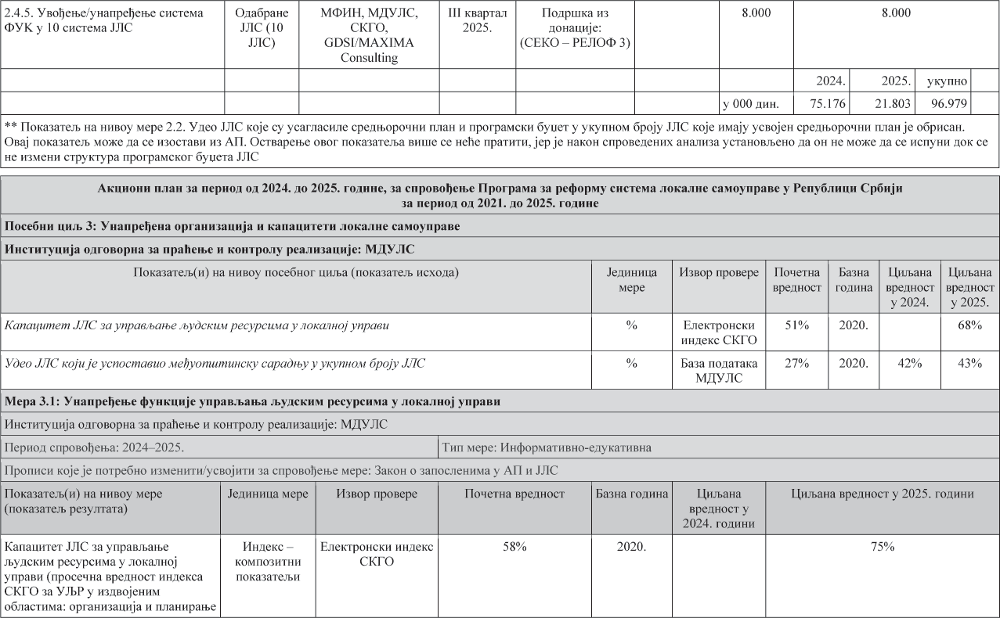 2.4.5. Увођење/унапређење система ФУК у 10 система ЈЛС
Одабране ЈЛС (10 ЈЛС)
МФИН, МДУЛС, СКГО, GDSI/MAXIMA Consulting
III квартал 2025.
Подршка из донације: (СЕКО – РЕЛОФ 3)
8.000
8.000
2024.
2025.
укупно
у 000 дин.
75.176
21.803
96.979
** Показатељ на нивоу мере 2.2. Удео ЈЛС које су усагласиле средњорочни план и програмски буџет у укупном броју ЈЛС које имају усвојен средњорочни план је обрисан.
Овај показатељ може да се изостави из АП. Остварење овог показатеља више се неће пратити, јер је након спроведених анализа установљено да он не може да се испуни док се
не измени структура програмског буџета ЈЛС
Акциони план за период од 2024. до 2025. године, за спровођење Програма за реформу система локалне самоуправе у Републици Србији
за период од 2021. до 2025. године
Посебни циљ 3: Унапређена организација и капацитети локалне самоуправе
Институција одговорна за праћење и контролу реализације: МДУЛС
Показатељ(и) на нивоу посебног циља (показатељ исхода)
Јединица мере
Извор провере
Почетна вредност
Базна година
Циљана вредност у 2024.
Циљана вредност у 2025.
Капацитет ЈЛС за управљање људским ресурсима у локалној управи
%
Електронски индекс СКГО
51%
2020.
68%
Удео ЈЛС који је успоставио међуопштинску сарадњу у укупном броју ЈЛС
%
База података МДУЛС
27%
2020.
42%
43%
Мера 3.1: Унапређење функције управљања људским ресурсима у локалној управи
Институција одговорна за праћење и контролу реализације: МДУЛС
Период спровођења: 2024–2025.
Тип мере: Информативно-едукативна
Прописи које је потребно изменити/усвојити за спровођење мере: Закон о запосленима у АП и ЈЛС
Показатељ(и) на нивоу мере (показатељ резултата)
Јединица мере
Извор провере
Почетна вредност
Базна година
Циљана вредност у 2024. години
Циљана вредност у 2025. години
Капацитет ЈЛС за управљање
људским ресурсима у локалној
управи (просечна вредност индекса
СКГО за УЉР у издвојеним
областима: организација и планирање
Индекс – композитни показатељи
Електронски индекс СКГО
58%
2020.
75%